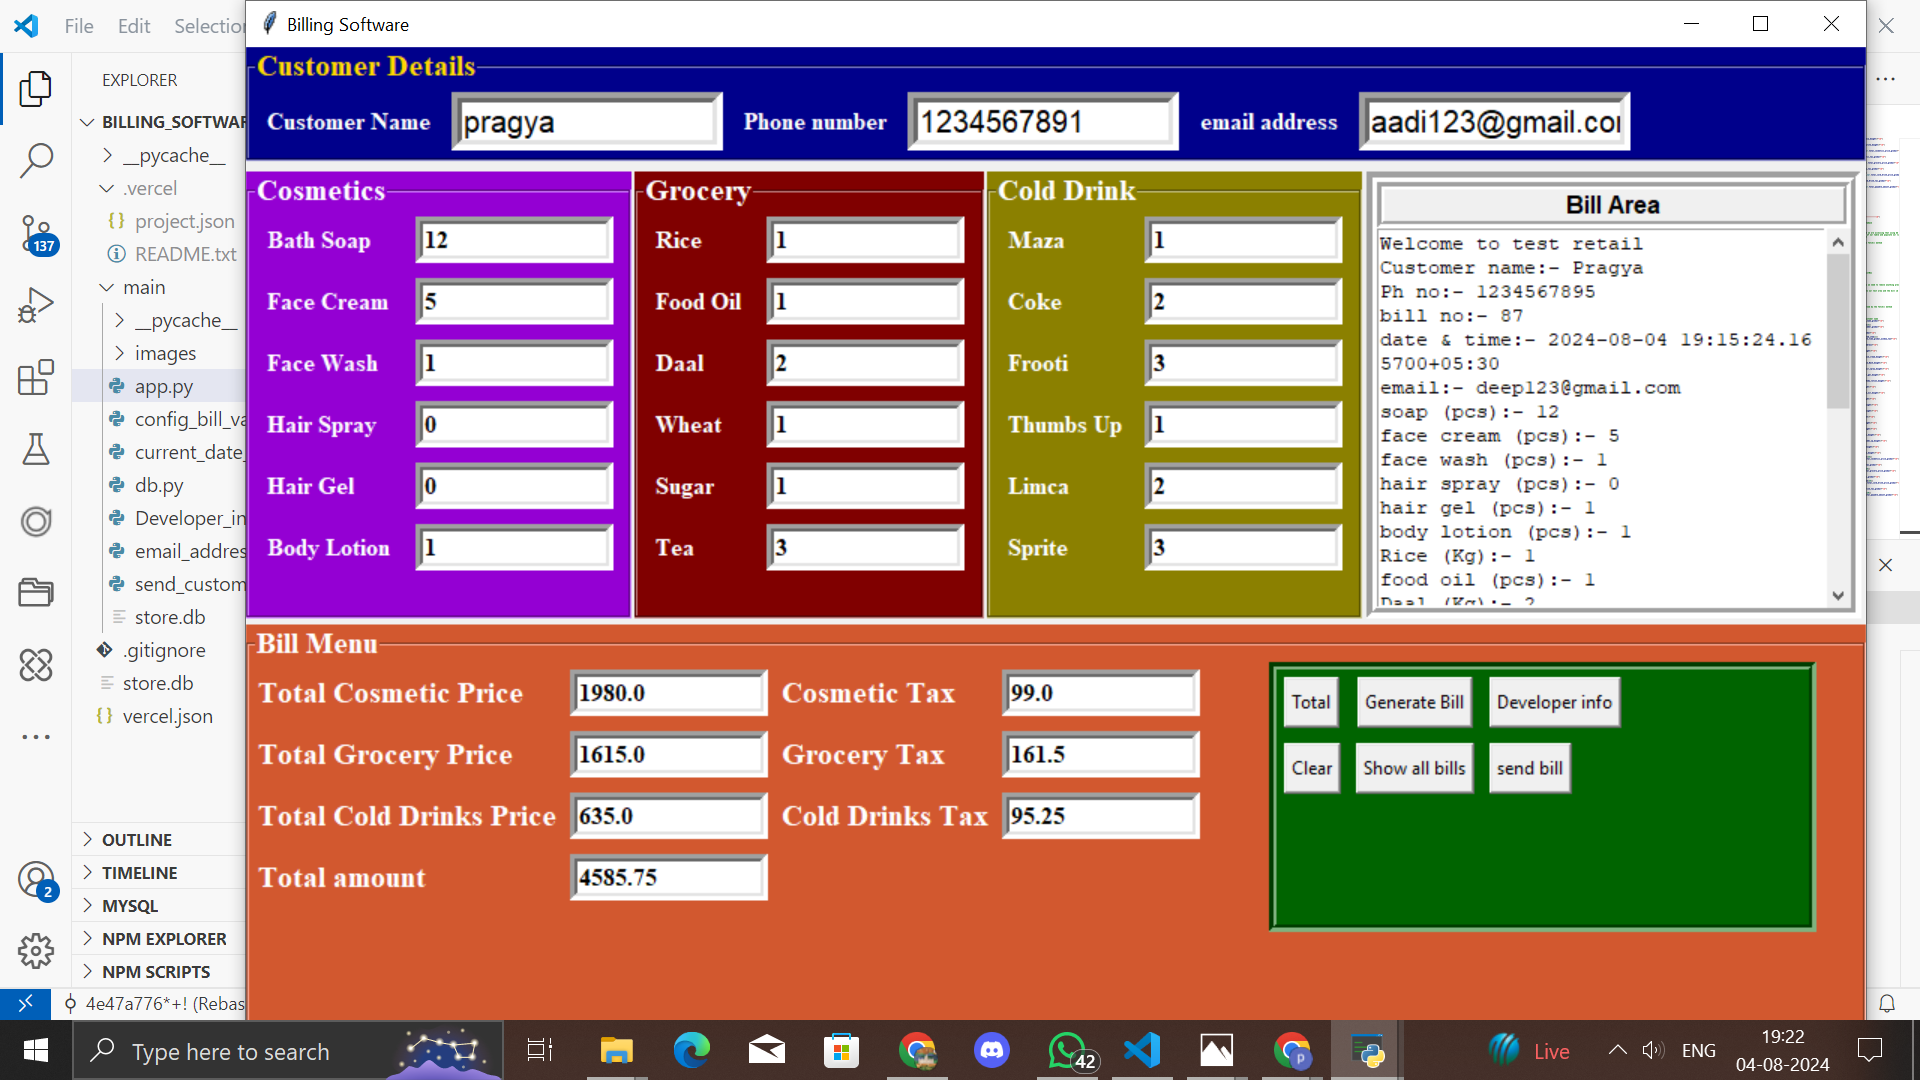 File Edit Selection
Billing Software
EXPLORER
BILLING_SOFTWAR
__pycache__
.vercel
project.json
README.txt
137
main
__pycache__
images
app.py
config_bill_va
current_date_
db.py
Developer_in
email_addres
send_custom
store.db
.gitignore
store.db
vercel.json
OUTLINE
TIMELINE
MYSQL
NPM EXPLORER
NPM SCRIPTS
2
4e47a776*+! (Rebas
Customer Details
Customer Name pragya Phone number 1234567891 email address aadi123@gmail.co
Cosmetics
Bath Soap 12
Face Cream 5
Face Wash 1
Hair Spray 0
Hair Gel 0
Body Lotion 1
Grocery
Rice 1
Food Oil 1
Daal 2
Wheat 1
Sugar 1
Tea 3
Cold Drink
Maza 1
Coke 2
Frooti 3
Thumbs Up 1
Limca 2
Sprite 3
Bill Area
Welcome to test retail
Customer name:- Pragya
Ph no:- 1234567895
bill no:- 87
date & time:- 2024-08-04 19:15:24.16
5700+05:30
email:- deep123@gmail.com
soap (pcs):- 12
face cream (pcs):- 5
face wash (pcs):- 1
hair spray (pcs):- 0
hair gel (pcs):- 1
body lotion (pcs):- 1
Rice (Kg):- 1
food oil (pcs):- 1
Daal (Kg):- 2
Bill Menu
Total Cosmetic Price 1980.0 Cosmetic Tax 99.0
Total Grocery Price 1615.0 Grocery Tax 161.5
Total Cold Drinks Price 635.0 Cold Drinks Tax 95.25
Total amount 4585.75
Total Generate Bill Developer info
Clear Show all bills send bill
Type here to search
42
p
Live
ENG
19:22
04-08-2024